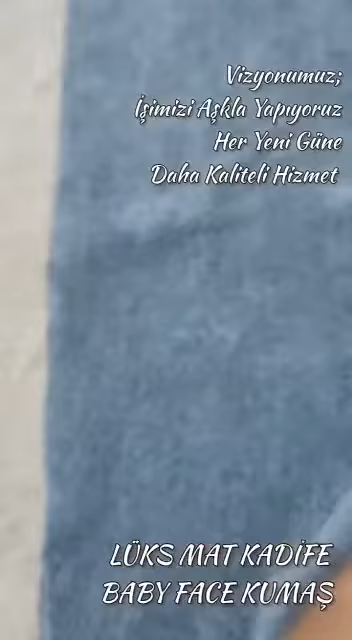 Vizyonumuz;
İşimizi Aşkla Yapıyoruz
Her Yeni Güne
Daha Kaliteli Hizmet
LÜKS MAT KADİFE
BABY FACE KUMAŞ